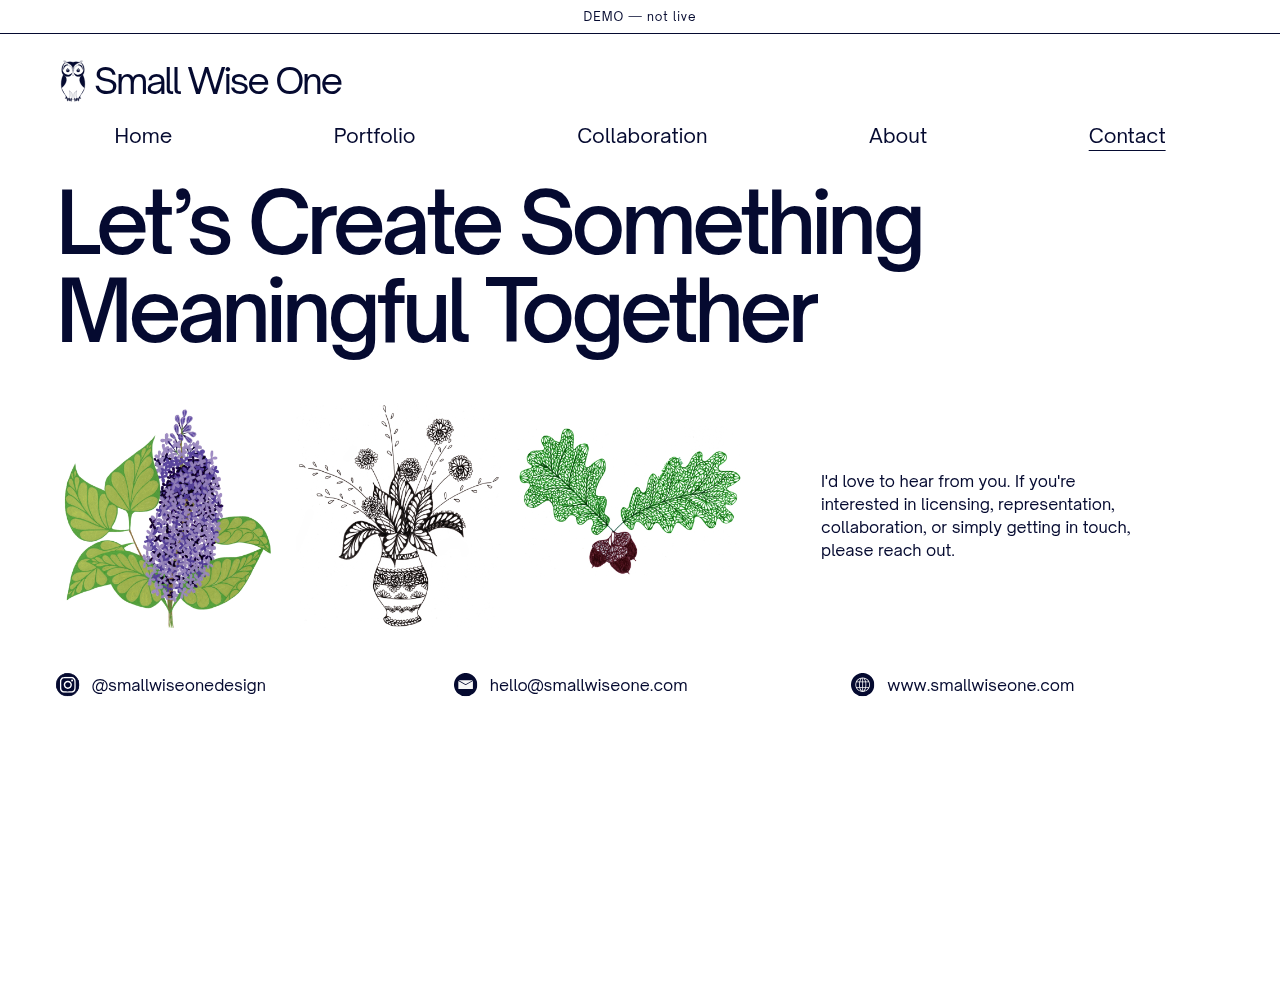 DEMO — not live
Small Wise One
Home Portfolio Collaboration About Contact
Let’s Create Something
Meaningful Together
I'd love to hear from you. If you're
interested in licensing, representation,
collaboration, or simply getting in touch,
please reach out.
@smallwiseonedesign hello@smallwiseone.com www.smallwiseone.com